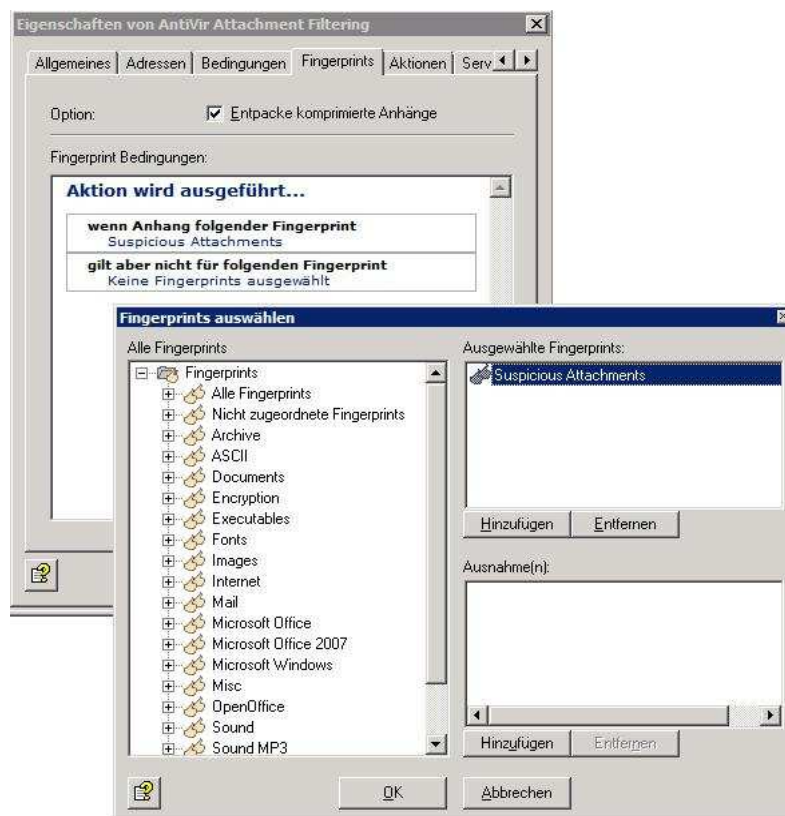 Eigenschaften von AntiVir Attachment Filtering
Allgemeines Adressen Bedingungen Fingerprints Aktionen Serv
Option: Entpacke komprimierte Anhänge
Fingerprint Bedingungen:
Aktion wird ausgeführt...
wenn Anhang folgender Fingerprint
Suspicious Attachments
gilt aber nicht für folgenden Fingerprint
Keine Fingerprints ausgewählt
Fingerprints auswählen
Alle Fingerprints
Fingerprints
Alle Fingerprints
Nicht zugeordnete Fingerprints
Archive
ASCII
Documents
Encryption
Executables
Fonts
Images
Internet
Mail
Microsoft Office
Microsoft Office 2007
Microsoft Windows
Misc
OpenOffice
Sound
Sound MP3
Ausgewählte Fingerprints:
Suspicious Attachments
Hinzufügen Entfernen
Ausnahme(n):
Hinzufügen Entfernen
OK Abbrechen